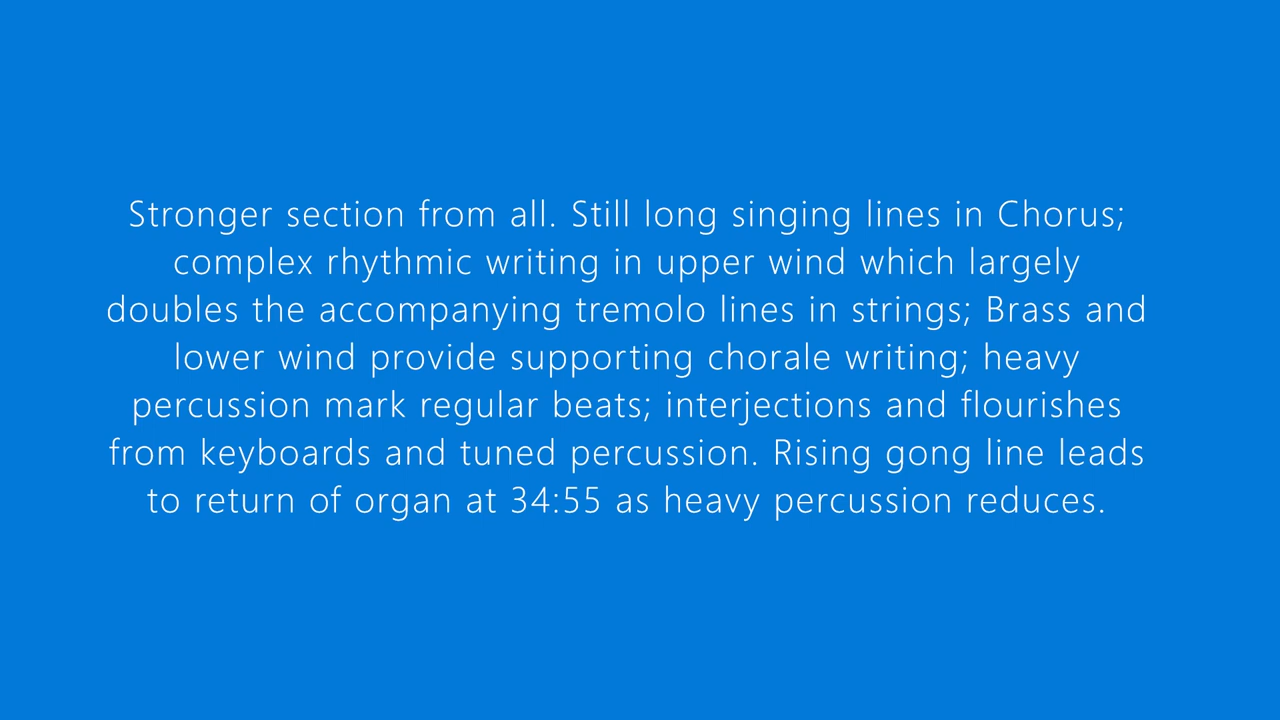 Stronger section from all. Still long singing lines in Chorus;
complex rhythmic writing in upper wind which largely
doubles the accompanying tremolo lines in strings; Brass and
lower wind provide supporting chorale writing; heavy
percussion mark regular beats; interjections and flourishes
from keyboards and tuned percussion. Rising gong line leads
to return of organ at 34:55 as heavy percussion reduces.